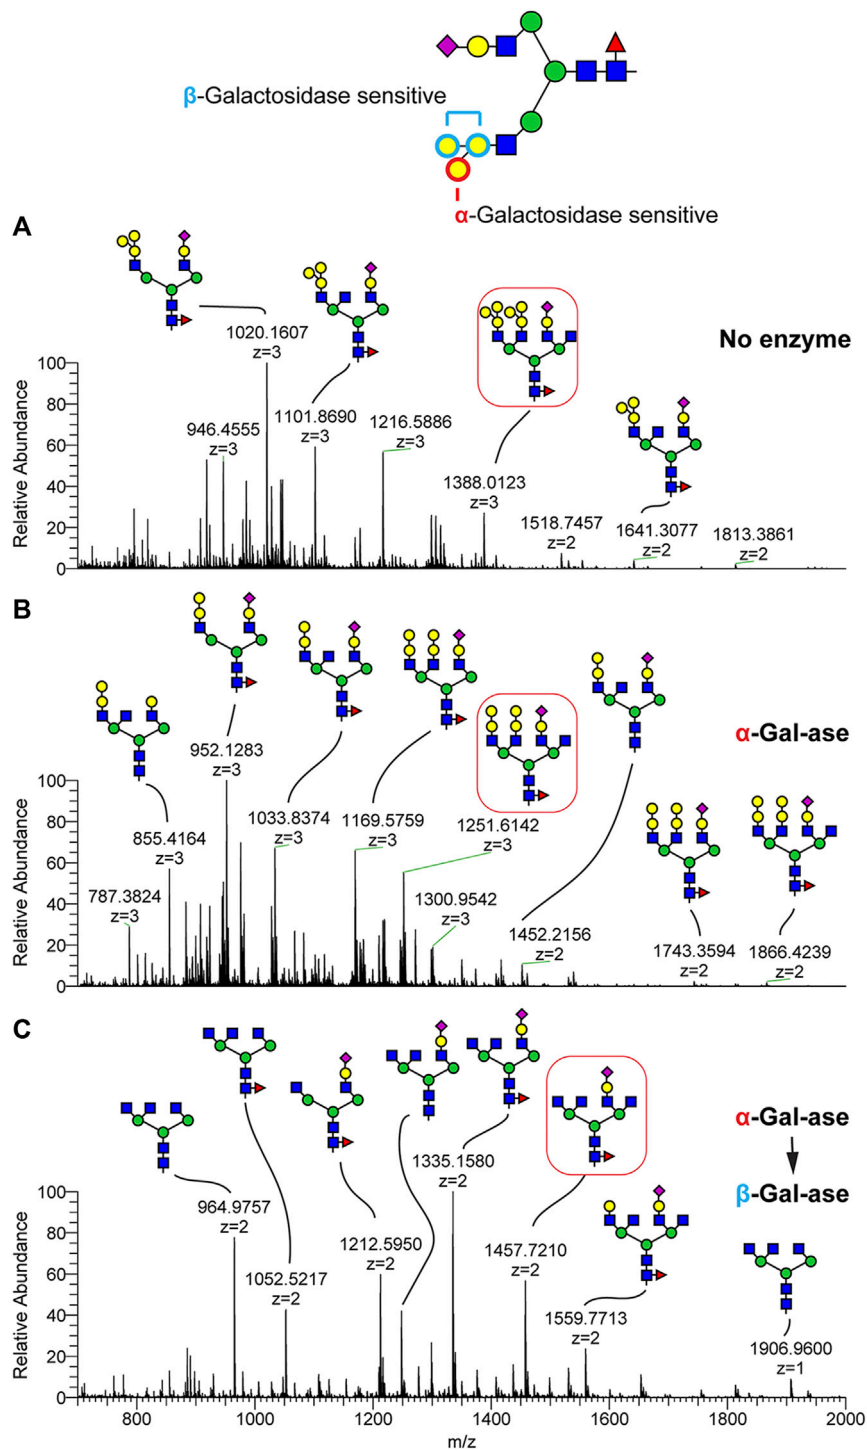 β-Galactosidase sensitive
α-Galactosidase sensitive
A
No enzyme
1020.1607
z=3
946.4555
z=3
1101.8690
z=3
1216.5886
z=3
1388.0123
z=3
1518.7457
z=2
1641.3077
z=2
1813.3861
z=2
Relative Abundance
100
80
60
40
20
0
B
α-Gal-ase
787.3824
z=3
855.4164
z=3
952.1283
z=3
1033.8374
z=3
1169.5759
z=3
1251.6142
z=3
1300.9542
z=3
1452.2156
z=2
1743.3594
z=2
1866.4239
z=2
Relative Abundance
100
80
60
40
20
0
C
α-Gal-ase
β-Gal-ase
964.9757
z=2
1052.5217
z=2
1212.5950
z=2
1335.1580
z=2
1457.7210
z=2
1559.7713
z=2
1906.9600
z=1
Relative Abundance
100
80
60
40
20
0
800 1000 1200 1400 1600 1800 2000
m/z